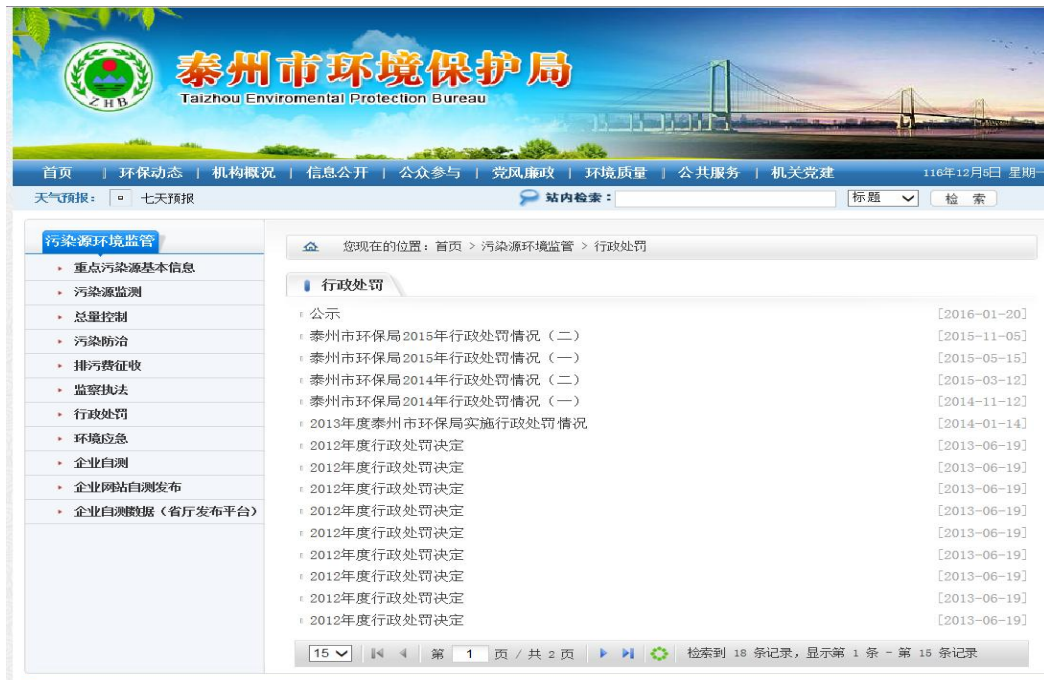 泰州市环境保护局
Taizhou Enviromental Protection Bureau
ZHB
首页 | 环保动态 | 机构概况 | 信息公开 | 公众参与 | 党风廉政 | 环境质量 | 公共服务 | 机关党建 116年12月5日 星期一
天气预报： 七天预报 站内检索： 标题 检 索
污染源环境监管
重点污染源基本信息
污染源监测
总量控制
污染防治
排污费征收
监察执法
行政处罚
环境应急
企业自测
企业网站自测发布
企业自测数据（省厅发布平台）
您现在的位置：首页 > 污染源环境监管 > 行政处罚
行政处罚
公示 [2016-01-20]
泰州市环保局2015年行政处罚情况（二） [2015-11-05]
泰州市环保局2015年行政处罚情况（一） [2015-05-15]
泰州市环保局2014年行政处罚情况（二） [2015-03-12]
泰州市环保局2014年行政处罚情况（一） [2014-11-12]
2013年度泰州市环保局实施行政处罚情况 [2014-01-14]
2012年度行政处罚决定 [2013-06-19]
2012年度行政处罚决定 [2013-06-19]
2012年度行政处罚决定 [2013-06-19]
2012年度行政处罚决定 [2013-06-19]
2012年度行政处罚决定 [2013-06-19]
2012年度行政处罚决定 [2013-06-19]
2012年度行政处罚决定 [2013-06-19]
2012年度行政处罚决定 [2013-06-19]
2012年度行政处罚决定 [2013-06-19]
15 第 1 页 / 共 2 页 检索到 18 条记录，显示第 1 条 - 第 15 条记录